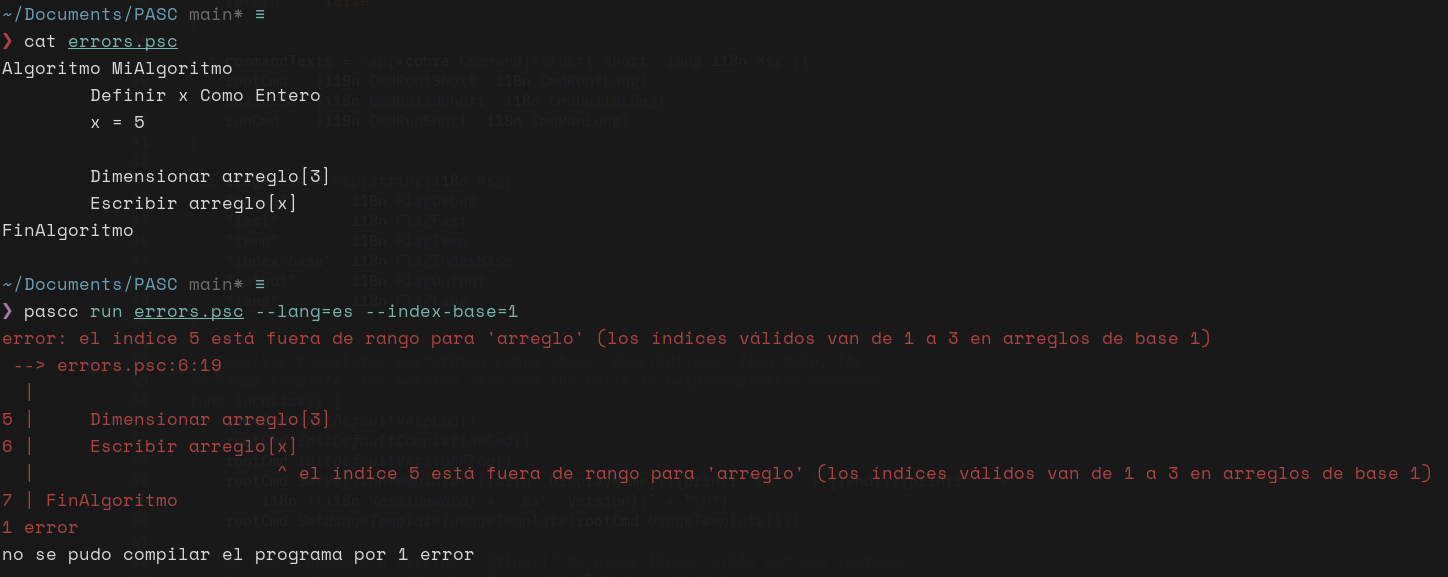 ~/Documents/PASC main* ≡
❯ cat errors.psc
Algoritmo MiAlgoritmo
        Definir x Como Entero
        x = 5

        Dimensionar arreglo[3]
        Escribir arreglo[x]
FinAlgoritmo

~/Documents/PASC main* ≡
❯ pascc run errors.psc --lang=es --index-base=1
error: el índice 5 está fuera de rango para 'arreglo' (los índices válidos van de 1 a 3 en arreglos de base 1)
 --> errors.psc:6:19
  |
5 |     Dimensionar arreglo[3]
6 |     Escribir arreglo[x]
  |                      ^ el índice 5 está fuera de rango para 'arreglo' (los índices válidos van de 1 a 3 en arreglos de base 1)
7 | FinAlgoritmo
1 error
no se pudo compilar el programa por 1 error